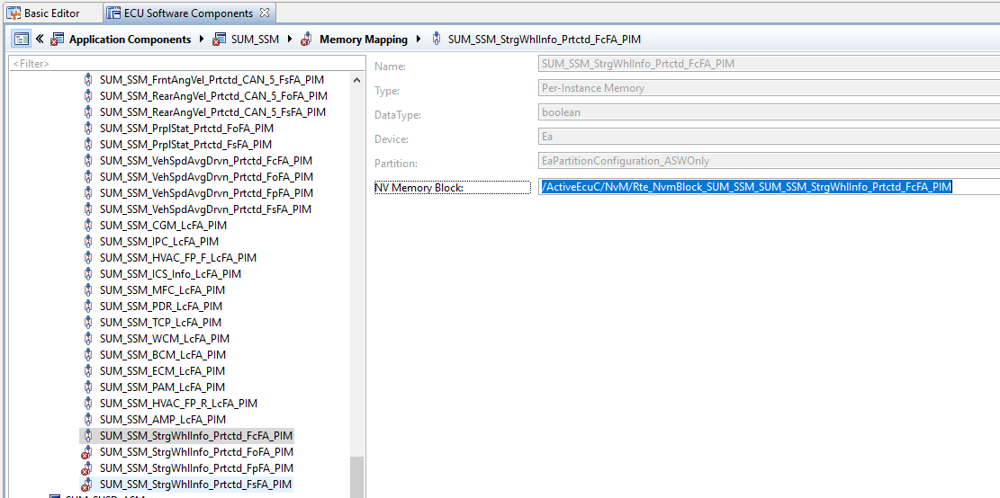 Basic Editor
ECU Software Components
Application Components
SUM_SSM
Memory Mapping
SUM_SSM_StrgWhlInfo_Prtctd_FcFA_PIM
<Filter>
SUM_SSM_FrntAngVel_Prtctd_CAN_5_FsFA_PIM
SUM_SSM_RearAngVel_Prtctd_CAN_5_FoFA_PIM
SUM_SSM_RearAngVel_Prtctd_CAN_5_FsFA_PIM
SUM_SSM_PrplStat_Prtctd_FoFA_PIM
SUM_SSM_PrplStat_Prtctd_FsFA_PIM
SUM_SSM_VehSpdAvgDrvn_Prtctd_FcFA_PIM
SUM_SSM_VehSpdAvgDrvn_Prtctd_FoFA_PIM
SUM_SSM_VehSpdAvgDrvn_Prtctd_FpFA_PIM
SUM_SSM_VehSpdAvgDrvn_Prtctd_FsFA_PIM
SUM_SSM_CGM_LcFA_PIM
SUM_SSM_IPC_LcFA_PIM
SUM_SSM_HVAC_FP_F_LcFA_PIM
SUM_SSM_ICS_Info_LcFA_PIM
SUM_SSM_MFC_LcFA_PIM
SUM_SSM_PDR_LcFA_PIM
SUM_SSM_TCP_LcFA_PIM
SUM_SSM_WCM_LcFA_PIM
SUM_SSM_BCM_LcFA_PIM
SUM_SSM_ECM_LcFA_PIM
SUM_SSM_PAM_LcFA_PIM
SUM_SSM_HVAC_FP_R_LcFA_PIM
SUM_SSM_AMP_LcFA_PIM
SUM_SSM_StrgWhlInfo_Prtctd_FcFA_PIM
SUM_SSM_StrgWhlInfo_Prtctd_FoFA_PIM
SUM_SSM_StrgWhlInfo_Prtctd_FpFA_PIM
SUM_SSM_StrgWhlInfo_Prtctd_FsFA_PIM
Name: SUM_SSM_StrgWhlInfo_Prtctd_FcFA_PIM
Type: Per-Instance Memory
DataType: boolean
Device: Ea
Partition: EaPartitionConfiguration_ASWOnly
NV Memory Block: /ActiveEcuC/NvM/Rte_NvmBlock_SUM_SSM_SUM_SSM_StrgWhlInfo_Prtctd_FcFA_PIM